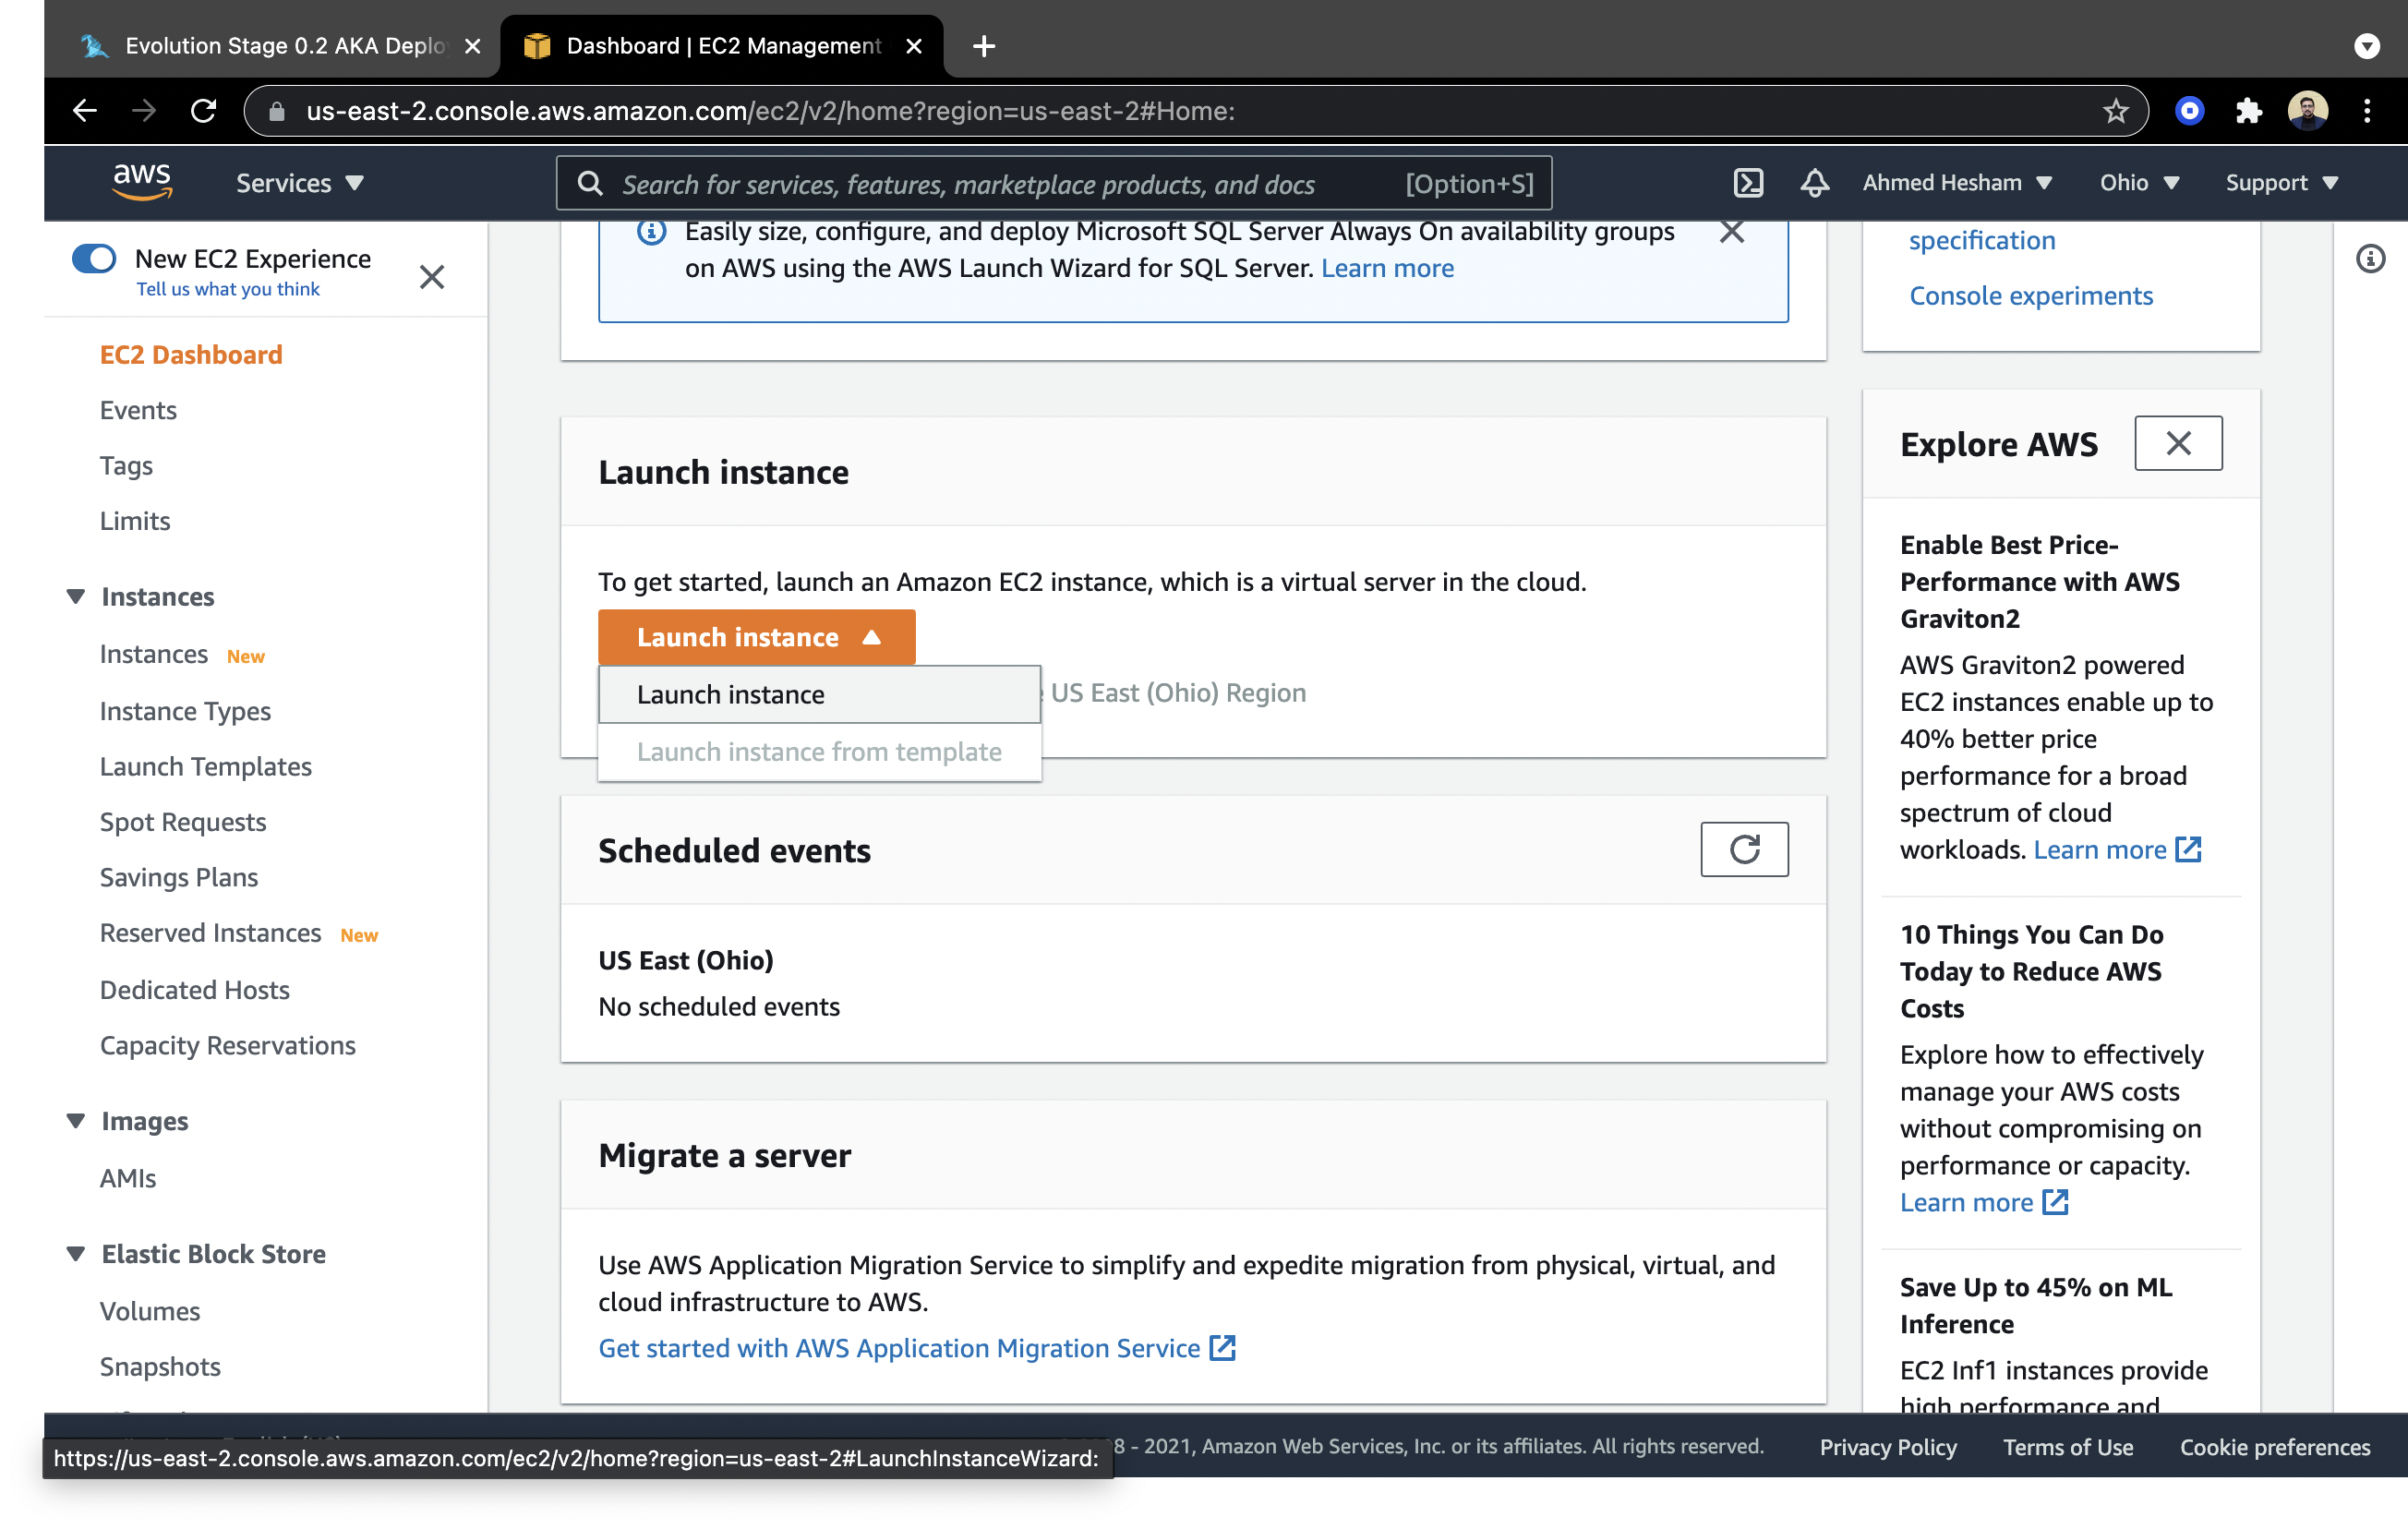 Evolution Stage 0.2 AKA Deplo
Dashboard | EC2 Management
us-east-2.console.aws.amazon.com/ec2/v2/home?region=us-east-2#Home:
aws
Services
Search for services, features, marketplace products, and docs
[Option+S]
Ahmed Hesham
Ohio
Support
New EC2 Experience
Tell us what you think
EC2 Dashboard
Events
Tags
Limits
Instances
Instances New
Instance Types
Launch Templates
Spot Requests
Savings Plans
Reserved Instances New
Dedicated Hosts
Capacity Reservations
Images
AMIs
Elastic Block Store
Volumes
Snapshots
Easily size, configure, and deploy Microsoft SQL Server Always On availability groups
on AWS using the AWS Launch Wizard for SQL Server. Learn more
Launch instance
To get started, launch an Amazon EC2 instance, which is a virtual server in the cloud.
Launch instance
Launch instance
US East (Ohio) Region
Launch instance from template
Scheduled events
US East (Ohio)
No scheduled events
Migrate a server
Use AWS Application Migration Service to simplify and expedite migration from physical, virtual, and
cloud infrastructure to AWS.
Get started with AWS Application Migration Service
specification
Console experiments
Explore AWS
Enable Best Price-
Performance with AWS
Graviton2
AWS Graviton2 powered
EC2 instances enable up to
40% better price
performance for a broad
spectrum of cloud
workloads. Learn more
10 Things You Can Do
Today to Reduce AWS
Costs
Explore how to effectively
manage your AWS costs
without compromising on
performance or capacity.
Learn more
Save Up to 45% on ML
Inference
EC2 Inf1 instances provide
high performance and
https://us-east-2.console.aws.amazon.com/ec2/v2/home?region=us-east-2#LaunchInstanceWizard:
8 - 2021, Amazon Web Services, Inc. or its affiliates. All rights reserved.
Privacy Policy
Terms of Use
Cookie preferences